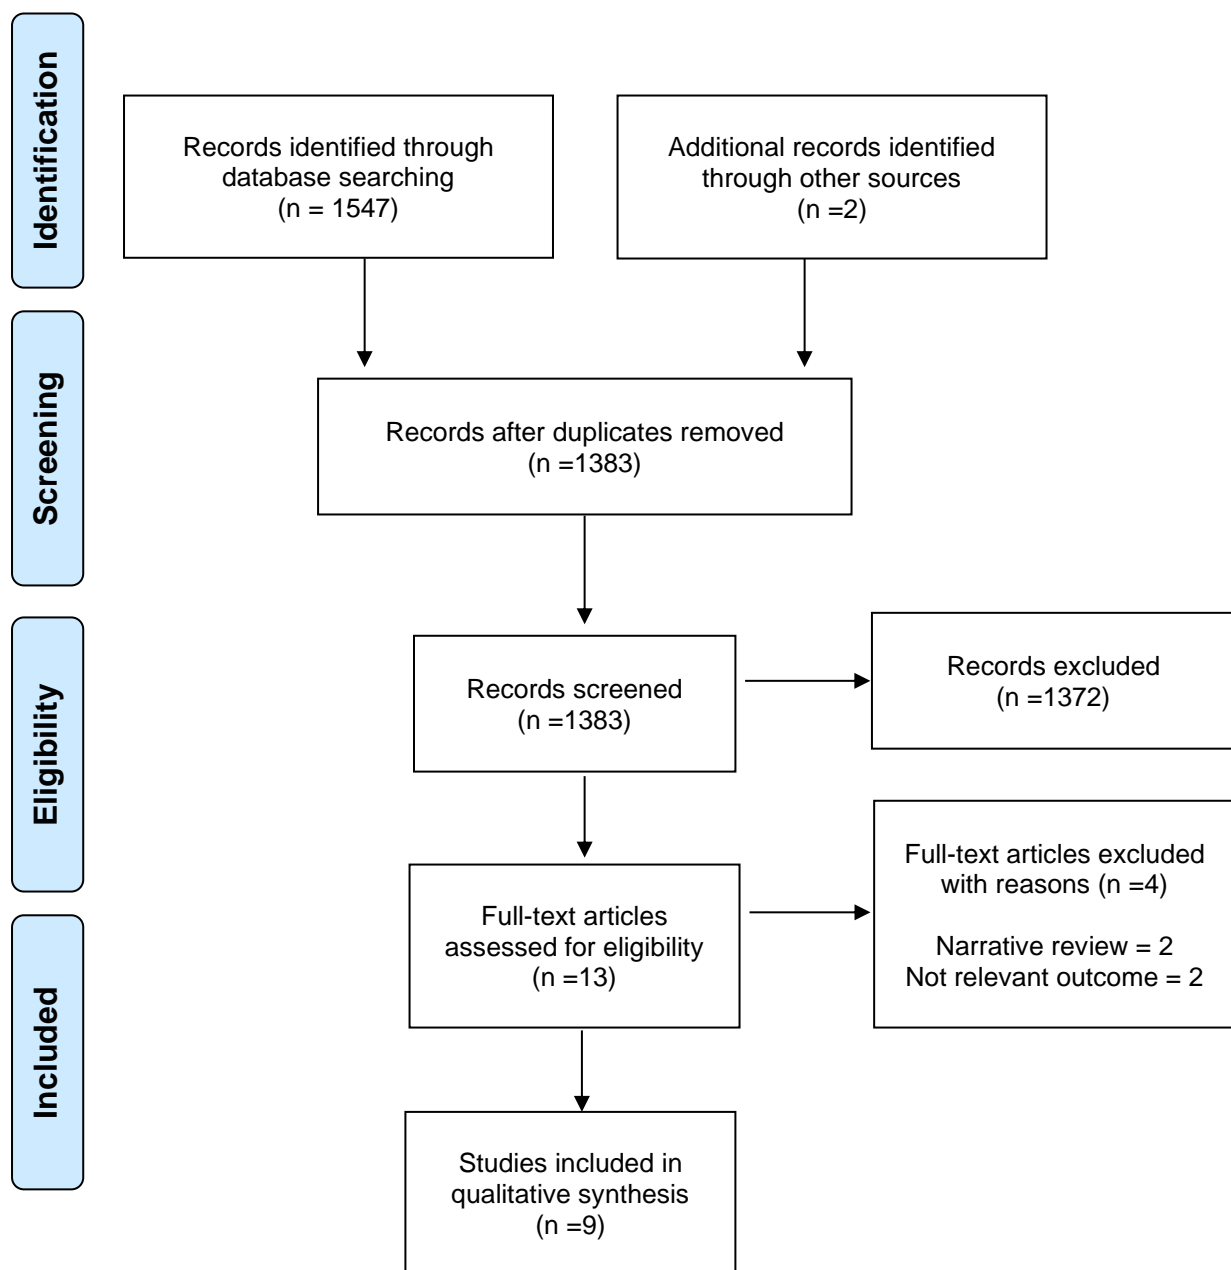 Identification
Records identified through
database searching
(n = 1547)
Additional records identified
through other sources
(n =2)
Screening
Records after duplicates removed
(n =1383)
Eligibility
Records screened
(n =1383)
Records excluded
(n =1372)
Full-text articles
assessed for eligibility
(n =13)
Full-text articles excluded
with reasons (n =4)
Narrative review = 2
Not relevant outcome = 2
Included
Studies included in
qualitative synthesis
(n =9)